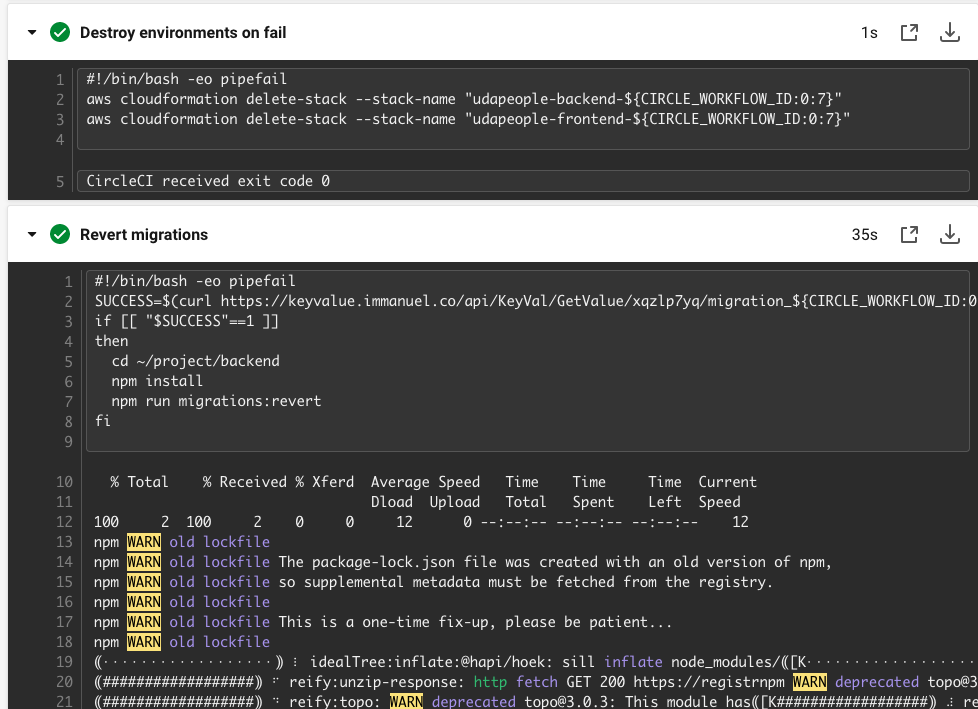 Destroy environments on fail 1s
1 #!/bin/bash -eo pipefail
2 aws cloudformation delete-stack --stack-name "udapeople-backend-${CIRCLE_WORKFLOW_ID:0:7}"
3 aws cloudformation delete-stack --stack-name "udapeople-frontend-${CIRCLE_WORKFLOW_ID:0:7}"
4
5 CircleCI received exit code 0
Revert migrations 35s
1 #!/bin/bash -eo pipefail
2 SUCCESS=$(curl https://keyvalue.immanuel.co/api/KeyVal/GetValue/xqzlp7yq/migration_${CIRCLE_WORKFLOW_ID:0
3 if [[ "$SUCCESS"==1 ]]
4 then
5 cd ~/project/backend
6 npm install
7 npm run migrations:revert
8 fi
9
10 % Total % Received % Xferd Average Speed Time Time Time Current
11 Dload Upload Total Spent Left Speed
12 100 2 100 2 0 0 12 0 --:--:-- --:--:-- --:--:-- 12
13 npm WARN old lockfile
14 npm WARN old lockfile The package-lock.json file was created with an old version of npm,
15 npm WARN old lockfile so supplemental metadata must be fetched from the registry.
16 npm WARN old lockfile
17 npm WARN old lockfile This is a one-time fix-up, please be patient...
18 npm WARN old lockfile
19 ⸨··················⸩ ⠸ idealTree:inflate:@hapi/hoek: sill inflate node_modules/⸨[K··················
20 ⸨##################⸩ ⠋ reify:unzip-response: http fetch GET 200 https://registrnpm WARN deprecated topo@3
21 ⸨##################⸩ ⠙ reify:topo: WARN deprecated topo@3.0.3: This module has⸨[K##################⸩ ⠼ re